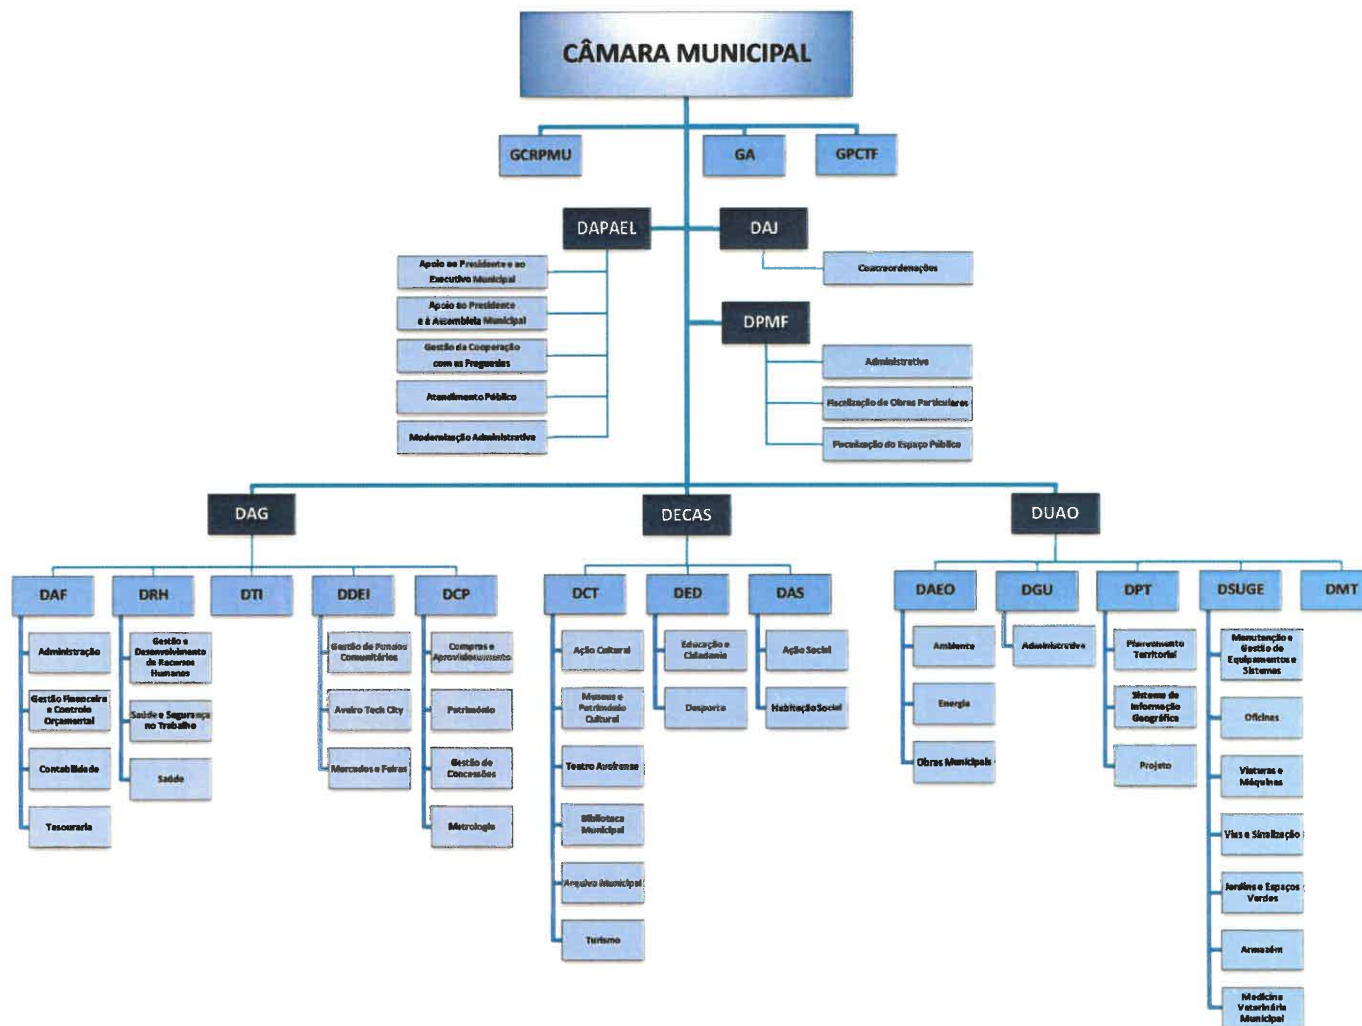 CÂMARA MUNICIPAL
GCRPMU
GA
GPCTF
DAPAEL
DAJ
Apoio ao Presidente e ao
Executivo Municipal
Contraordenações
Apoio ao Presidente
e à Assembleia Municipal
DPMF
Gestão da Cooperação
com as Freguesias
Administrativa
Atendimento Público
Fiscalização de Obras Particulares
Modernização Administrativa
Fiscalização do Espaço Público
DAG
DECAS
DUAO
DAF
DRH
DTI
DDEI
DCP
DCT
DED
DAS
DAEO
DGU
DPT
DSUGE
DMT
Administração
Gestão Financeira
e Controlo
Orçamental
Contabilidade
Tesouraria
Gestão e
Desenvolvimento
de Recursos
Humanos
Saúde e Segurança
no Trabalho
Saúde
Gestão de Fundos
Comunitários
Aveiro Tech City
Mercados e Feiras
Compras e
Aprovisionamento
Património
Gestão de
Concessões
Metrologia
Ação Cultural
Museus e
Património
Cultural
Teatro Aveirense
Biblioteca
Municipal
Arquivo Municipal
Turismo
Educação e
Cidadania
Desporto
Ação Social
Habitação Social
Ambiente
Energia
Obras Municipais
Administrativa
Planeamento
Territorial
Sistema de
Informação
Geográfica
Projeto
Manutenção e
Gestão de
Equipamentos e
Sistemas
Oficinas
Viaturas e
Máquinas
Vias e Sinalização
Jardins e Espaços
Verdes
Armazém
Medicina
Veterinária
Municipal